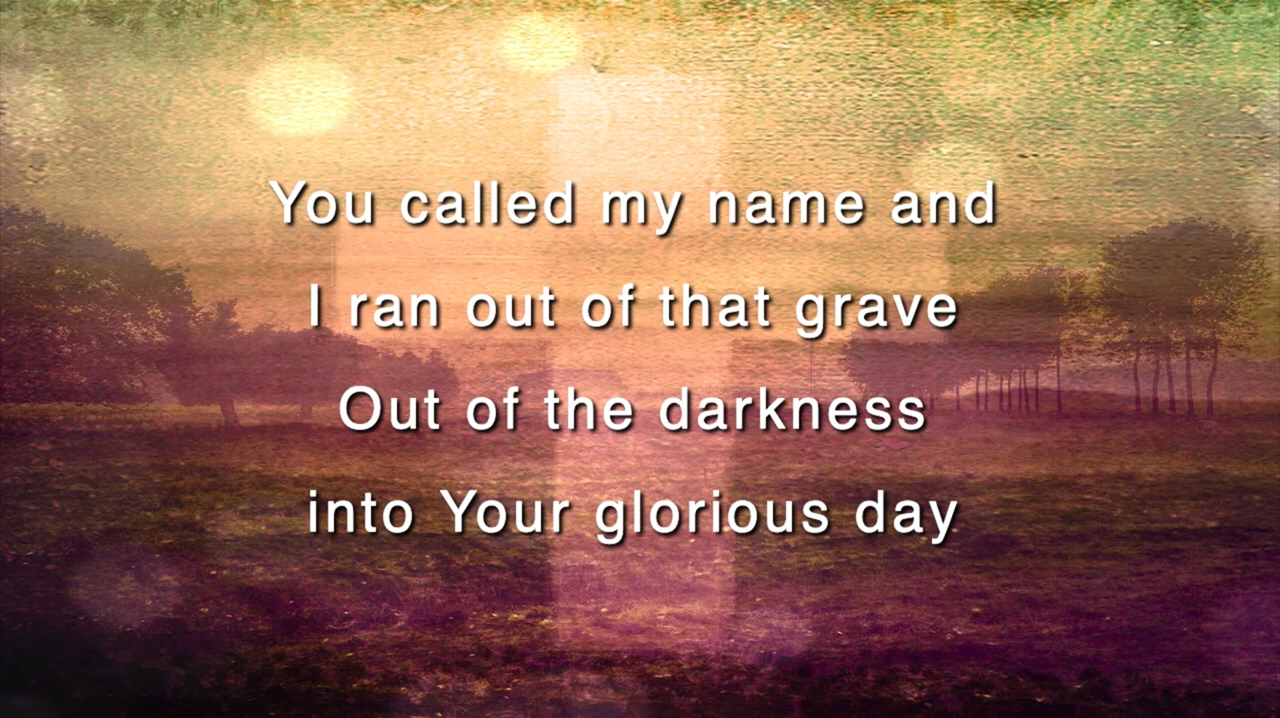 You called my name and
I ran out of that grave
Out of the darkness
into Your glorious day